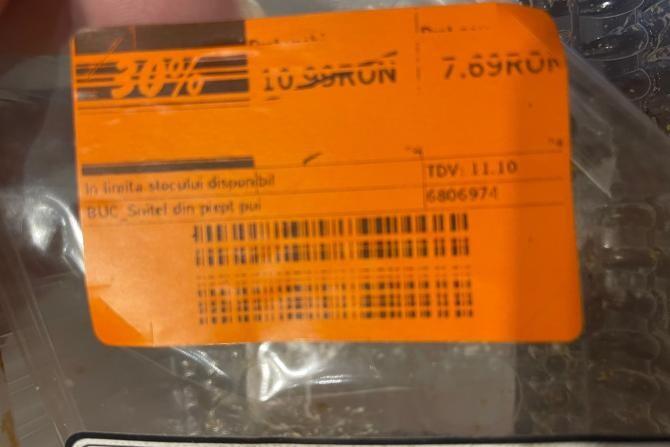 30%
10.99RON
7.69RON
In limita stocului disponibil
TDV: 11.10
6806974
BUC_Snitel din piept pui